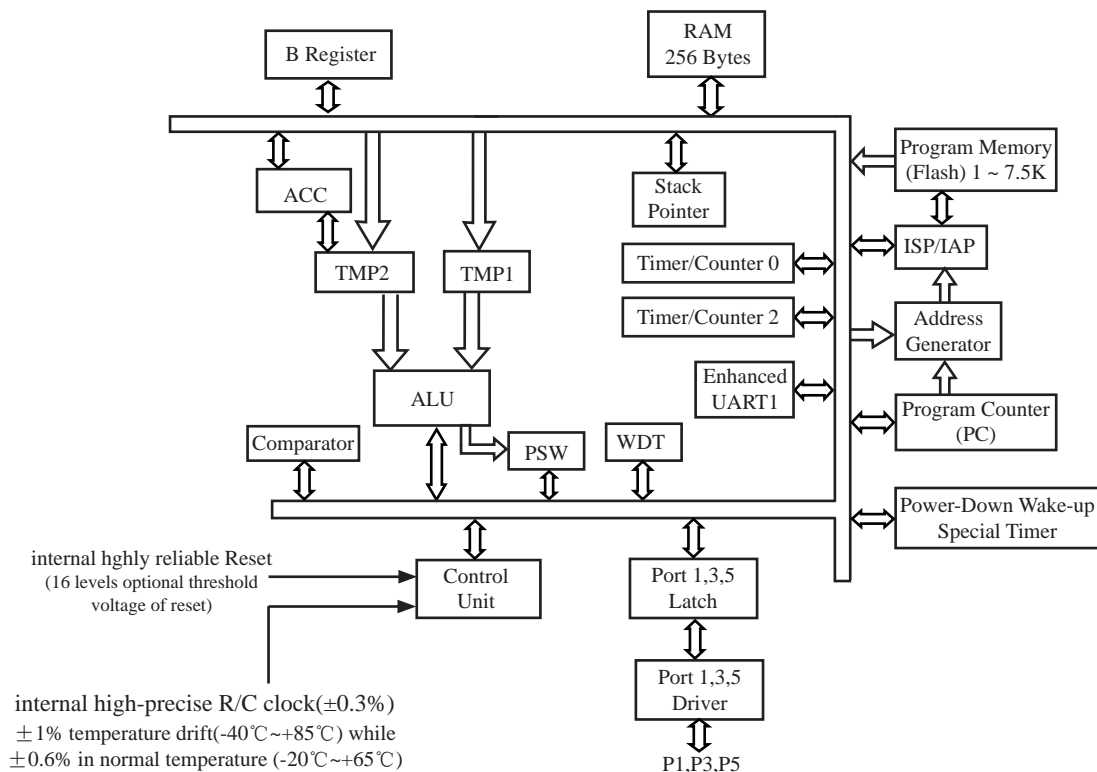 B Register
RAM
256 Bytes
Program Memory
(Flash) 1 ~ 7.5K
ACC
Stack
Pointer
ISP/IAP
TMP2
TMP1
Timer/Counter 0
Timer/Counter 2
Address
Generator
ALU
Enhanced
UART1
Program Counter
(PC)
Comparator
PSW
WDT
Power-Down Wake-up
Special Timer
internal hghly reliable Reset
(16 levels optional threshold
voltage of reset)
Control
Unit
Port 1,3,5
Latch
internal high-precise R/C clock(±0.3%)
±1% temperature drift(-40℃~+85℃) while
±0.6% in normal temperature (-20℃~+65℃)
Port 1,3,5
Driver
P1,P3,P5